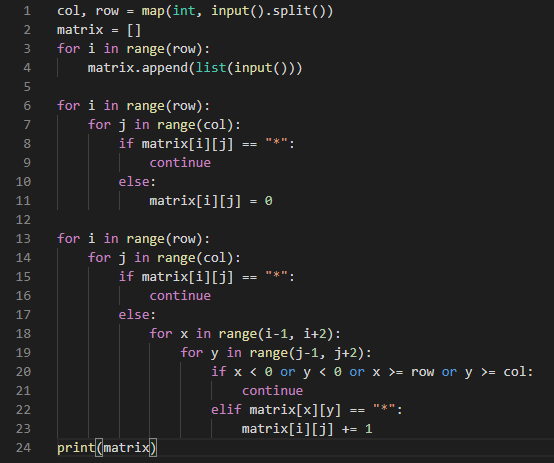 1 col, row = map(int, input().split())
2 matrix = []
3 for i in range(row):
4     matrix.append(list(input()))
5
6 for i in range(row):
7     for j in range(col):
8         if matrix[i][j] == "*":
9             continue
10         else:
11             matrix[i][j] = 0
12
13 for i in range(row):
14     for j in range(col):
15         if matrix[i][j] == "*":
16             continue
17         else:
18             for x in range(i-1, i+2):
19                 for y in range(j-1, j+2):
20                     if x < 0 or y < 0 or x >= row or y >= col:
21                         continue
22                     elif matrix[x][y] == "*":
23                         matrix[i][j] += 1
24 print(matrix)